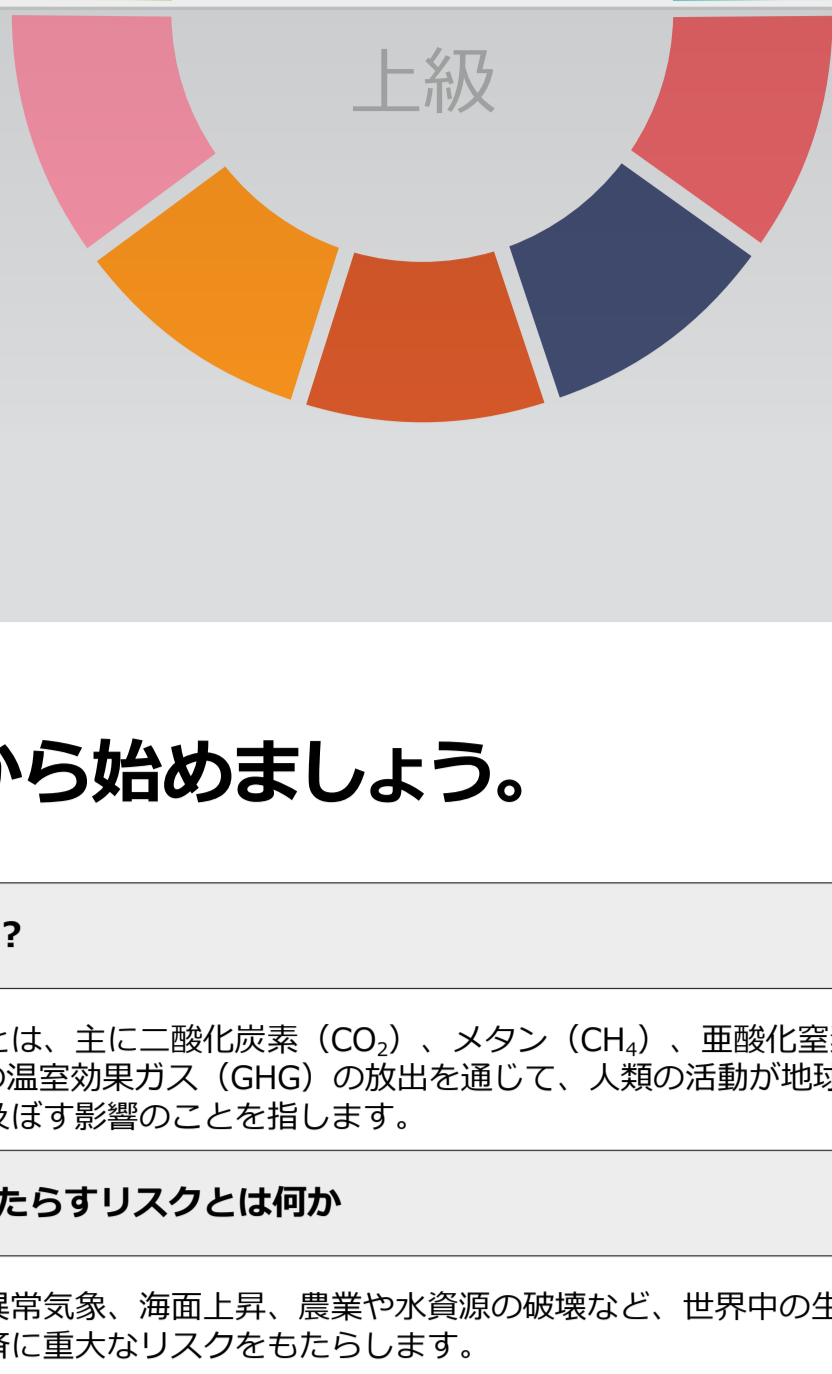 上級
から始めましょう。
?
とは、主に二酸化炭素（CO₂）、メタン（CH₄）、亜酸化窒
の温室効果ガス（GHG）の放出を通じて、人類の活動が地球
及ぼす影響のことを指します。
たらすリスクとは何か
異常気象、海面上昇、農業や水資源の破壊など、世界中の生
済に重大なリスクをもたらします。